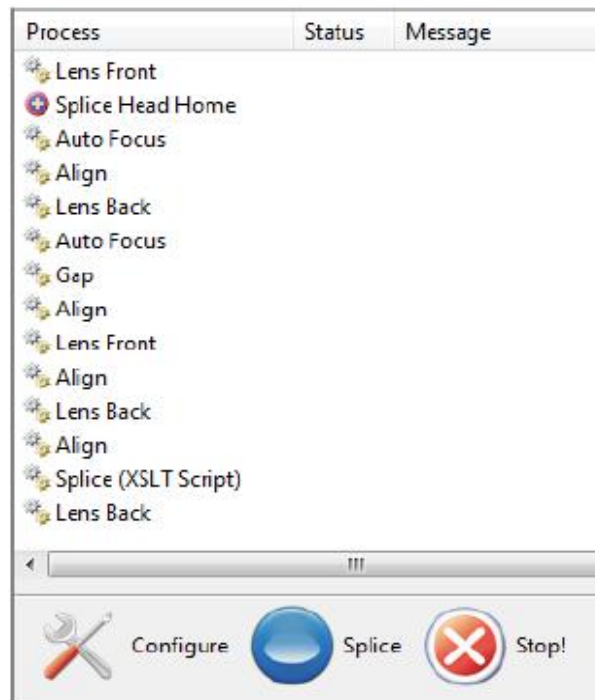 Process Status Message
Lens Front
Splice Head Home
Auto Focus
Align
Lens Back
Auto Focus
Gap
Align
Lens Front
Align
Lens Back
Align
Splice (XSLT Script)
Lens Back
Configure Splice Stop!